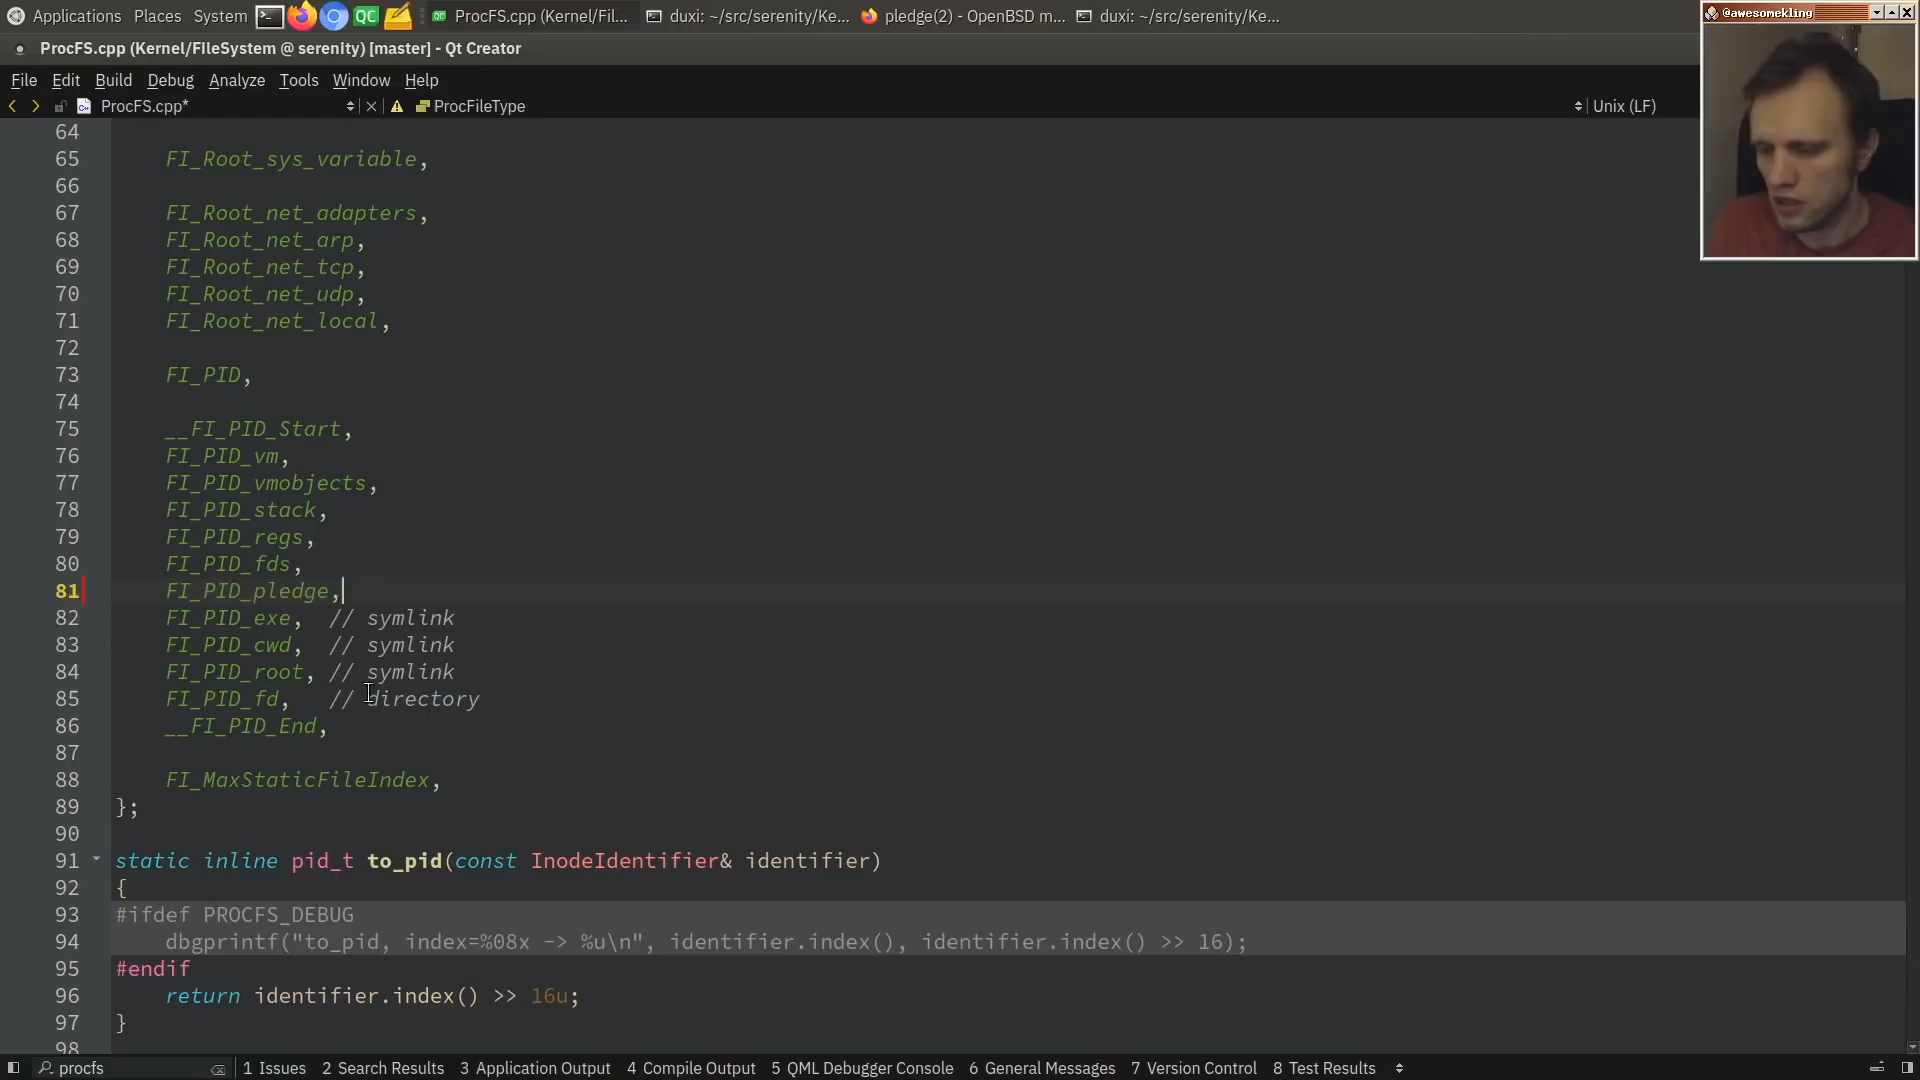 Applications Places System ProcFS.cpp (Kernel/Fil... duxi: ~/src/serenity/Ke... pledge(2) - OpenBSD m... duxi: ~/src/serenity/Ke...
@awesomekling
ProcFS.cpp (Kernel/FileSystem @ serenity) [master] - Qt Creator
File Edit Build Debug Analyze Tools Window Help
ProcFS.cpp* ProcFileType Unix (LF)
64
65 FI_Root_sys_variable,
66
67 FI_Root_net_adapters,
68 FI_Root_net_arp,
69 FI_Root_net_tcp,
70 FI_Root_net_udp,
71 FI_Root_net_local,
72
73 FI_PID,
74
75 __FI_PID_Start,
76 FI_PID_vm,
77 FI_PID_vmobjects,
78 FI_PID_stack,
79 FI_PID_regs,
80 FI_PID_fds,
81 FI_PID_pledge,
82 FI_PID_exe, // symlink
83 FI_PID_cwd, // symlink
84 FI_PID_root, // symlink
85 FI_PID_fd, // directory
86 __FI_PID_End,
87
88 FI_MaxStaticFileIndex,
89 };
90
91 static inline pid_t to_pid(const InodeIdentifier& identifier)
92 {
93 #ifdef PROCFS_DEBUG
94 dbgprintf("to_pid, index=%08x -> %u\n", identifier.index(), identifier.index() >> 16);
95 #endif
96 return identifier.index() >> 16u;
97 }
98
procfs 1 Issues 2 Search Results 3 Application Output 4 Compile Output 5 QML Debugger Console 6 General Messages 7 Version Control 8 Test Results